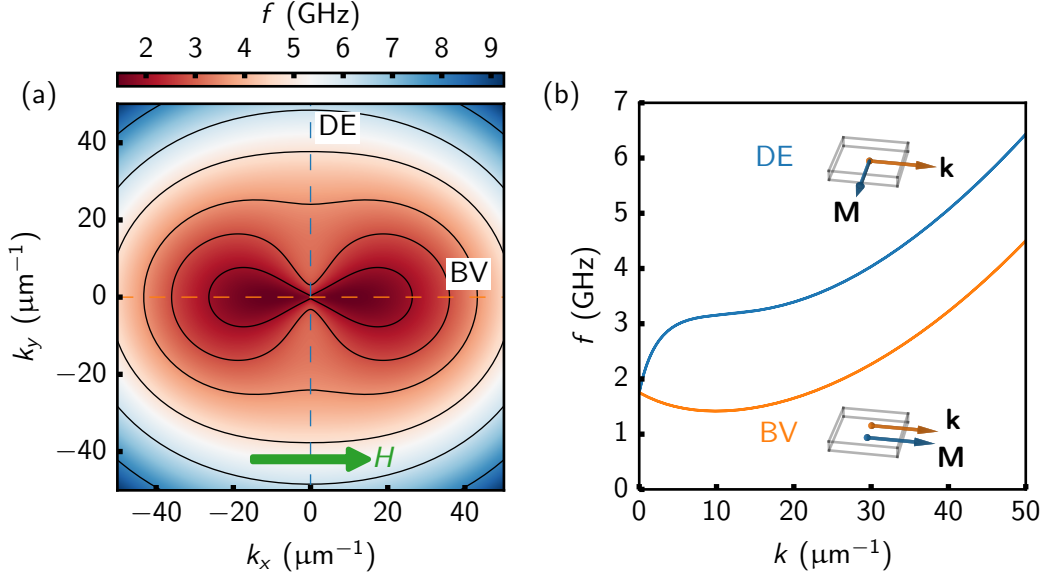 f (GHz)
2 3 4 5 6 7 8 9
(a)
DE
BV
H
40
20
0
−20
−40
k_y (μm⁻¹)
−40 −20 0 20 40
k_x (μm⁻¹)
(b)
7
6
5
4
3
2
1
0
f (GHz)
DE
k
M
BV
k
M
0 10 20 30 40 50
k (μm⁻¹)